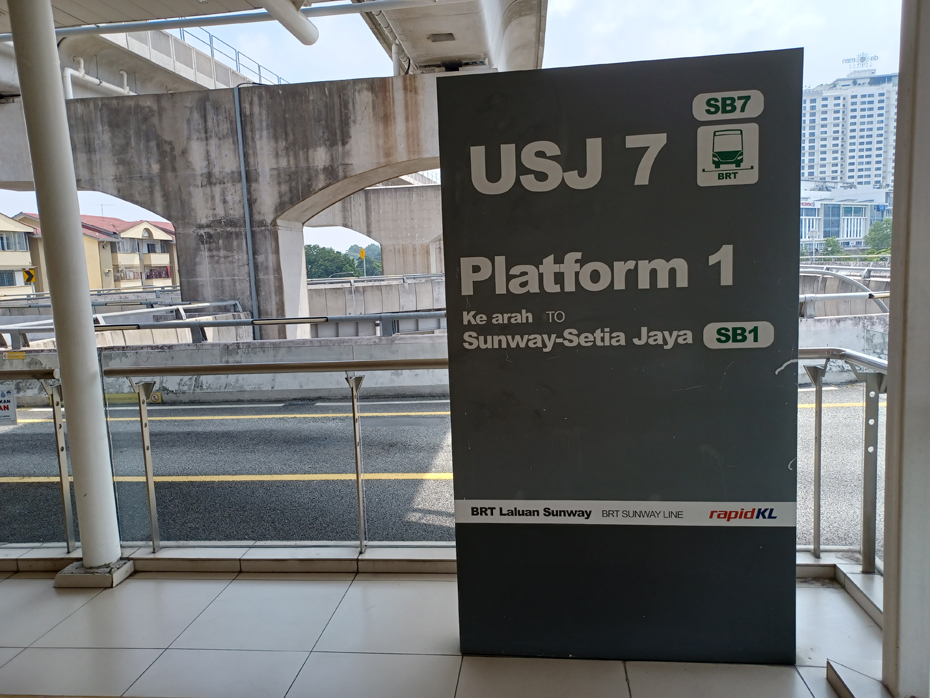 SB7
USJ 7
BRT
Platform 1
Ke arah TO
Sunway-Setia Jaya SB1
BRT Laluan Sunway BRT SUNWAY LINE rapidKL